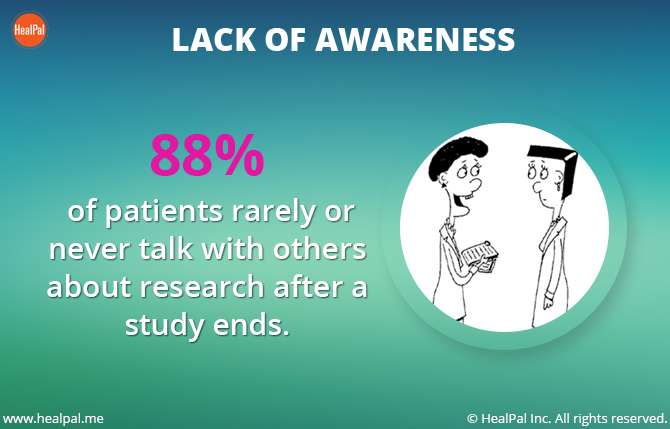 HealPal
LACK OF AWARENESS
88%
of patients rarely or
never talk with others
about research after a
study ends.
www.healpal.me
© HealPal Inc. All rights reserved.